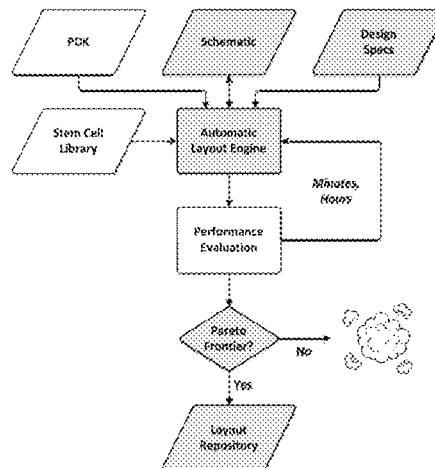 PDK
Schematic
Design
Specs
Stem Cell
Library
Automatic
Layout Engine
Minutes,
Hours
Performance
Evaluation
Pareto
Frontier?
No
Yes
Layout
Repository